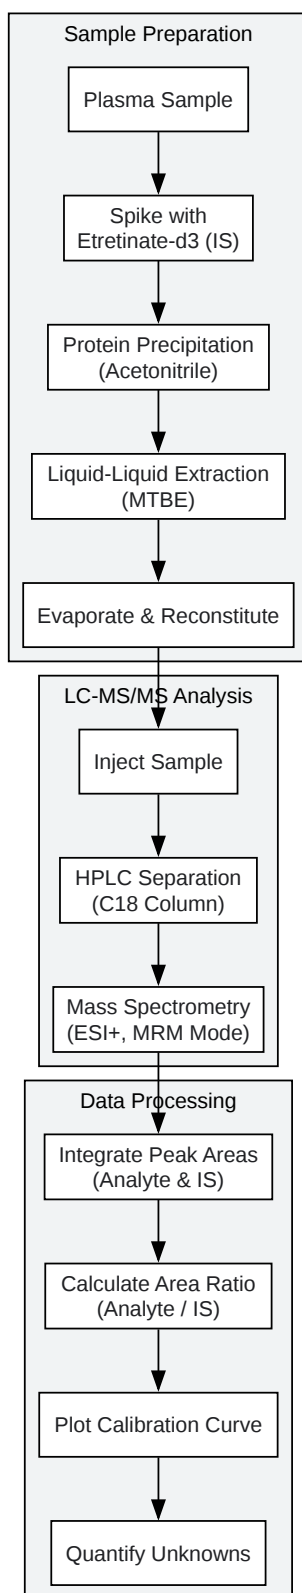 Sample Preparation
Plasma Sample
Spike with
Etretinate-d3 (IS)
Protein Precipitation
(Acetonitrile)
Liquid-Liquid Extraction
(MTBE)
Evaporate & Reconstitute
LC-MS/MS Analysis
Inject Sample
HPLC Separation
(C18 Column)
Mass Spectrometry
(ESI+, MRM Mode)
Data Processing
Integrate Peak Areas
(Analyte & IS)
Calculate Area Ratio
(Analyte / IS)
Plot Calibration Curve
Quantify Unknowns